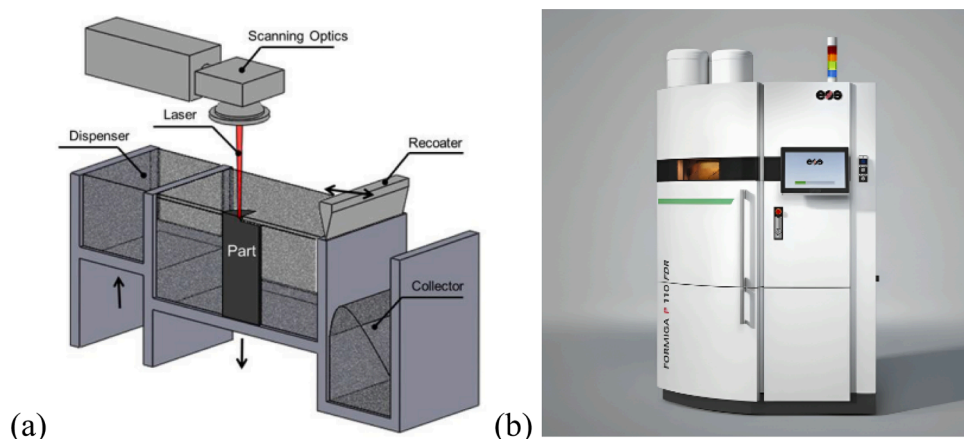 Scanning Optics
Laser
Dispenser
Recoater
Part
Collector
(a)
eos
FORMIGA P 110 FDR
(b)